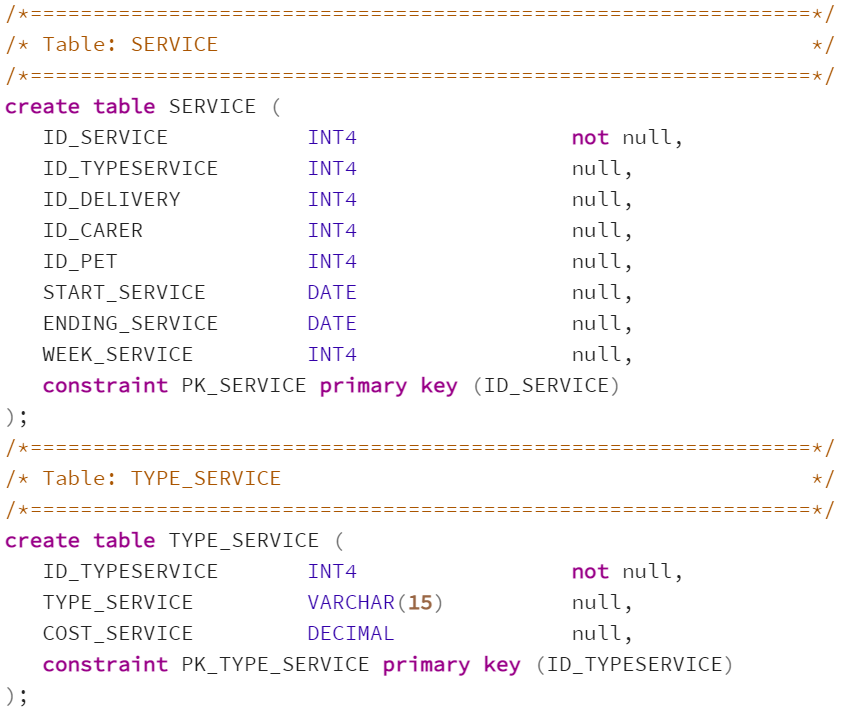 /*==============================================================*/
/* Table: SERVICE                                               */
/*==============================================================*/
create table SERVICE (
   ID_SERVICE           INT4                 not null,
   ID_TYPESERVICE       INT4                 null,
   ID_DELIVERY          INT4                 null,
   ID_CARER             INT4                 null,
   ID_PET               INT4                 null,
   START_SERVICE        DATE                 null,
   ENDING_SERVICE       DATE                 null,
   WEEK_SERVICE         INT4                 null,
   constraint PK_SERVICE primary key (ID_SERVICE)
);
/*==============================================================*/
/* Table: TYPE_SERVICE                                          */
/*==============================================================*/
create table TYPE_SERVICE (
   ID_TYPESERVICE       INT4                 not null,
   TYPE_SERVICE         VARCHAR(15)          null,
   COST_SERVICE         DECIMAL              null,
   constraint PK_TYPE_SERVICE primary key (ID_TYPESERVICE)
);